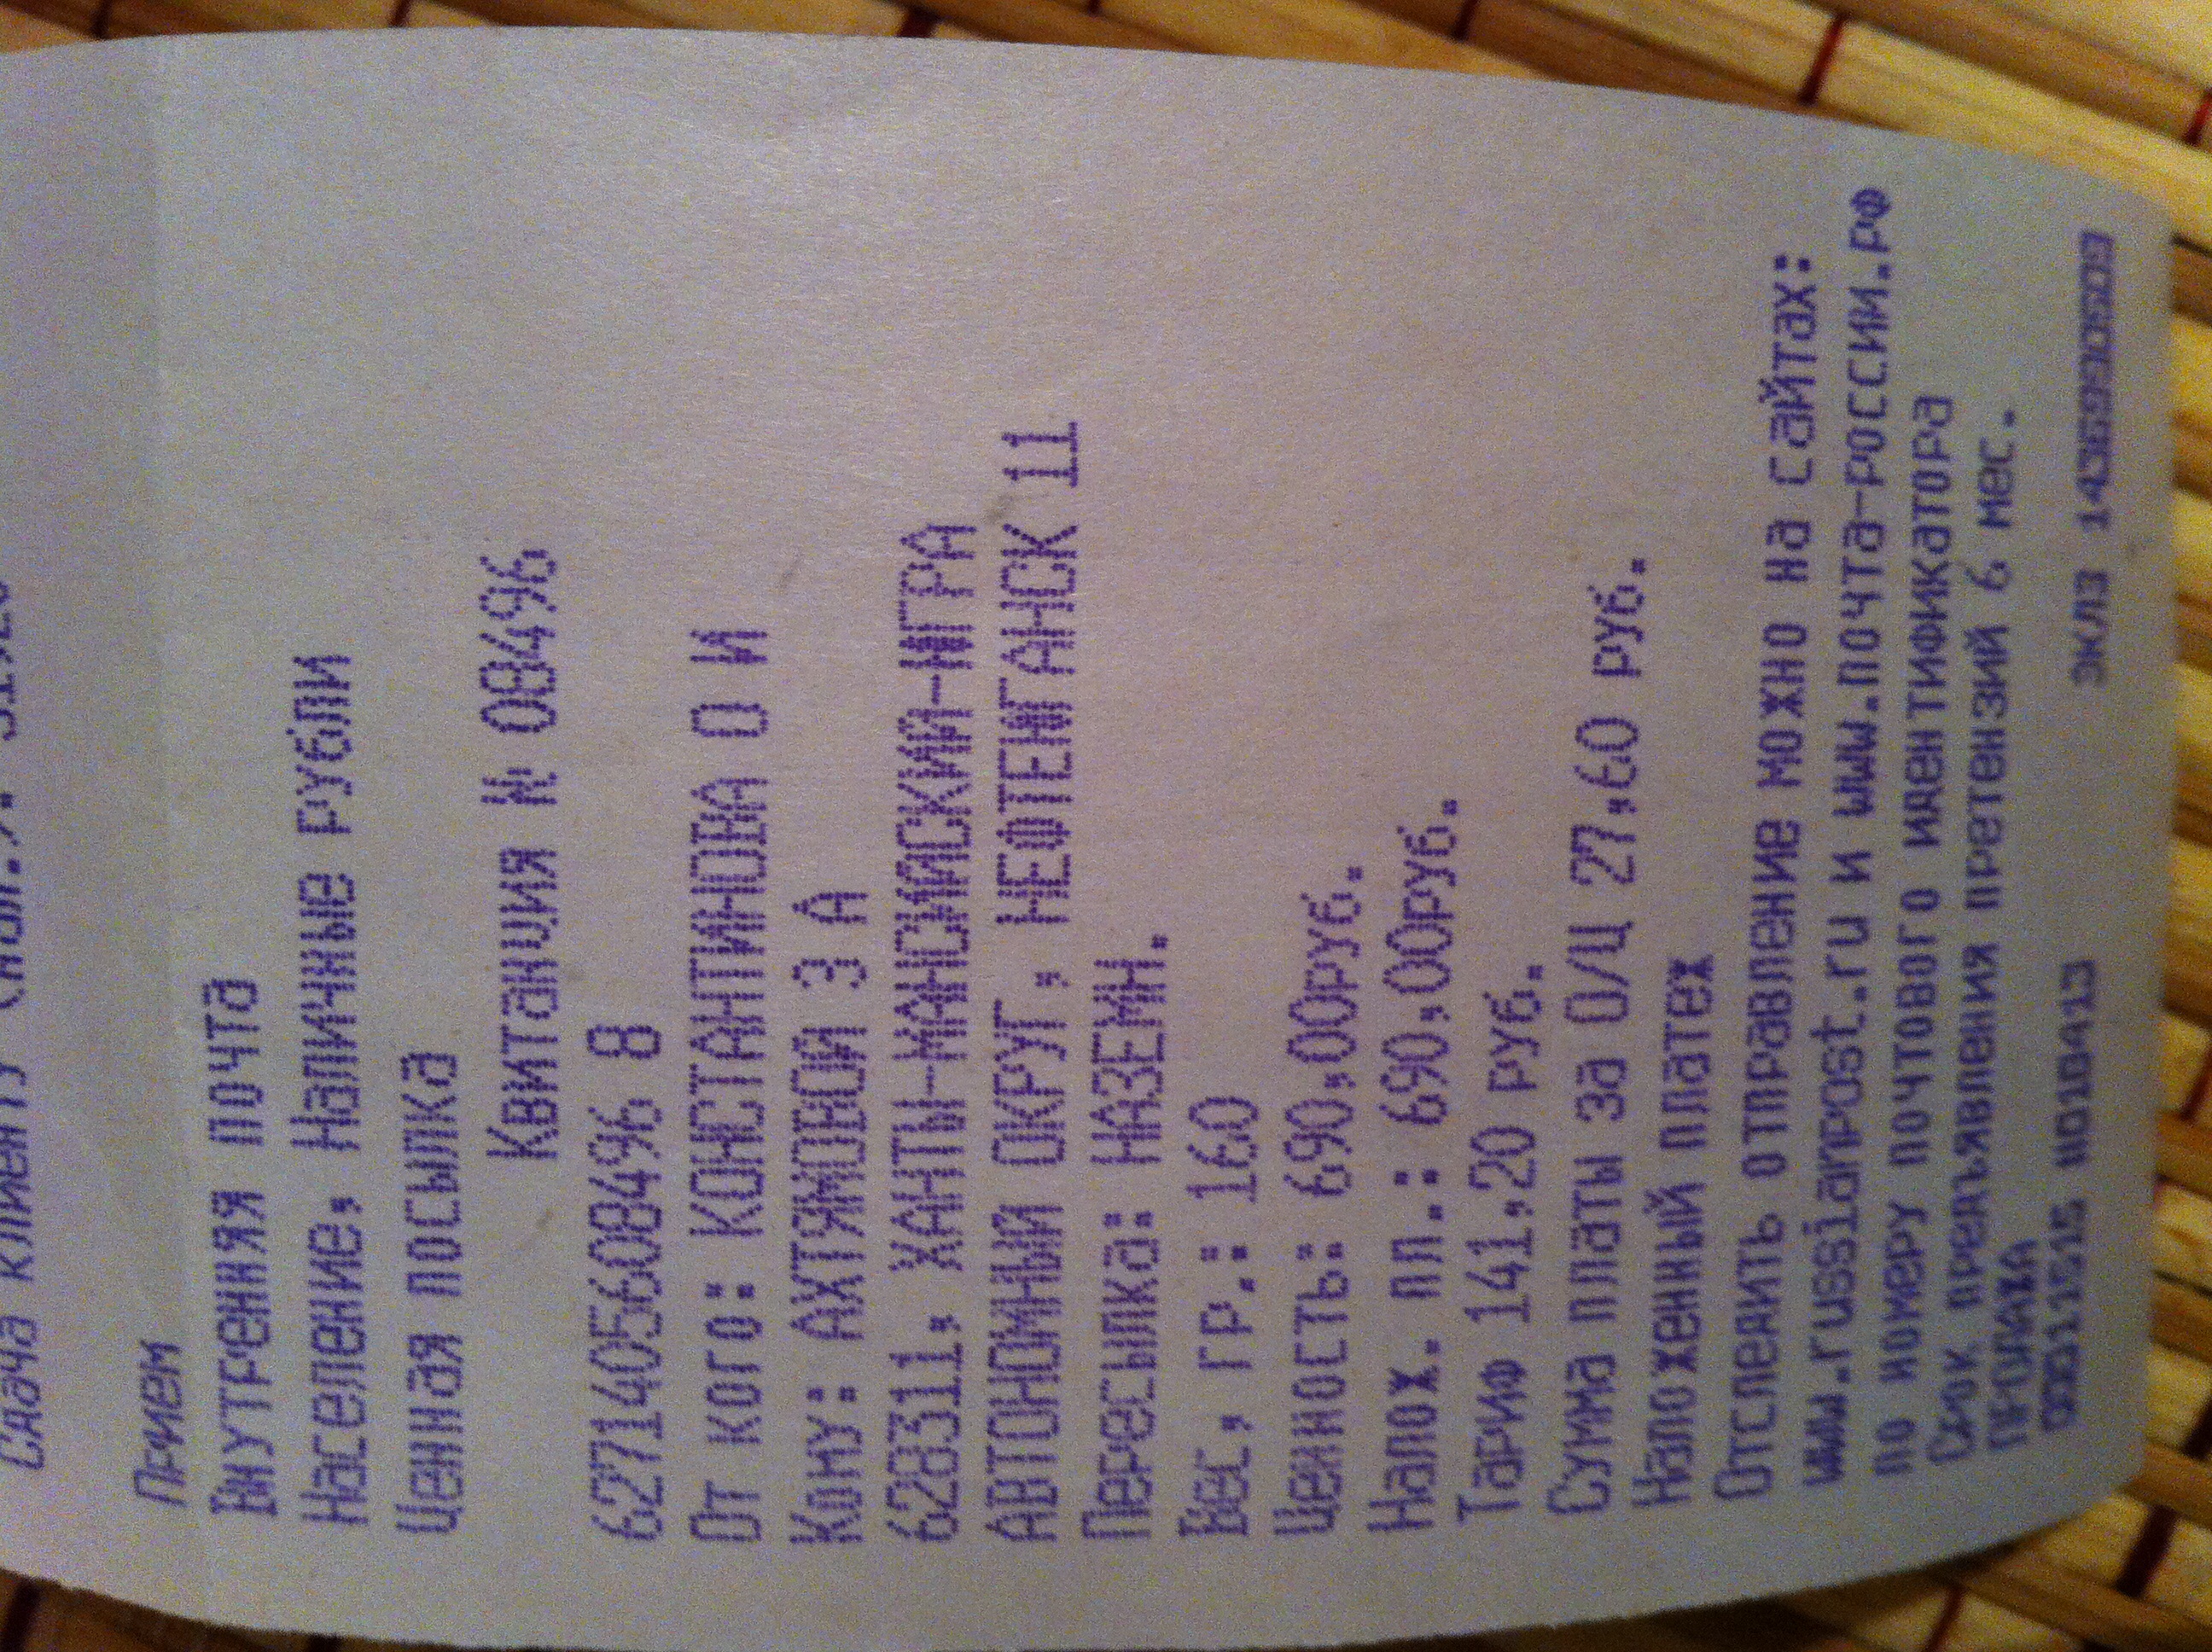 Сдача клиенту
Прием
Внутренняя почта
Население, Наличные рубли
Ценная посылка
Квитанция № 08496
62714056084968
От кого: КОНСТАНТИНОВА О И
Кому: АХТЯМОВОЙ З А
628311, ХАНТЫ-МАНСИЙСКИЙ-ЮГРА
АВТОНОМНЫЙ ОКРУГ, НЕФТЕЮГАНСК 11
Пересылка: НАЗЕМН.
Вес, гр.: 160
Ценность: 690,00руб.
Налож. пл.: 690,00руб.
Тариф 141,20 руб.
Сумма платы за О/Ц 27,60 руб.
Наложенный платеж
Отследить отправление можно на сайтах:
www.russianpost.ru и www.почта-россии.рф
по номеру почтового идентификатора
Срок предъявления претензий 6 мес.
ЭКЛЗ